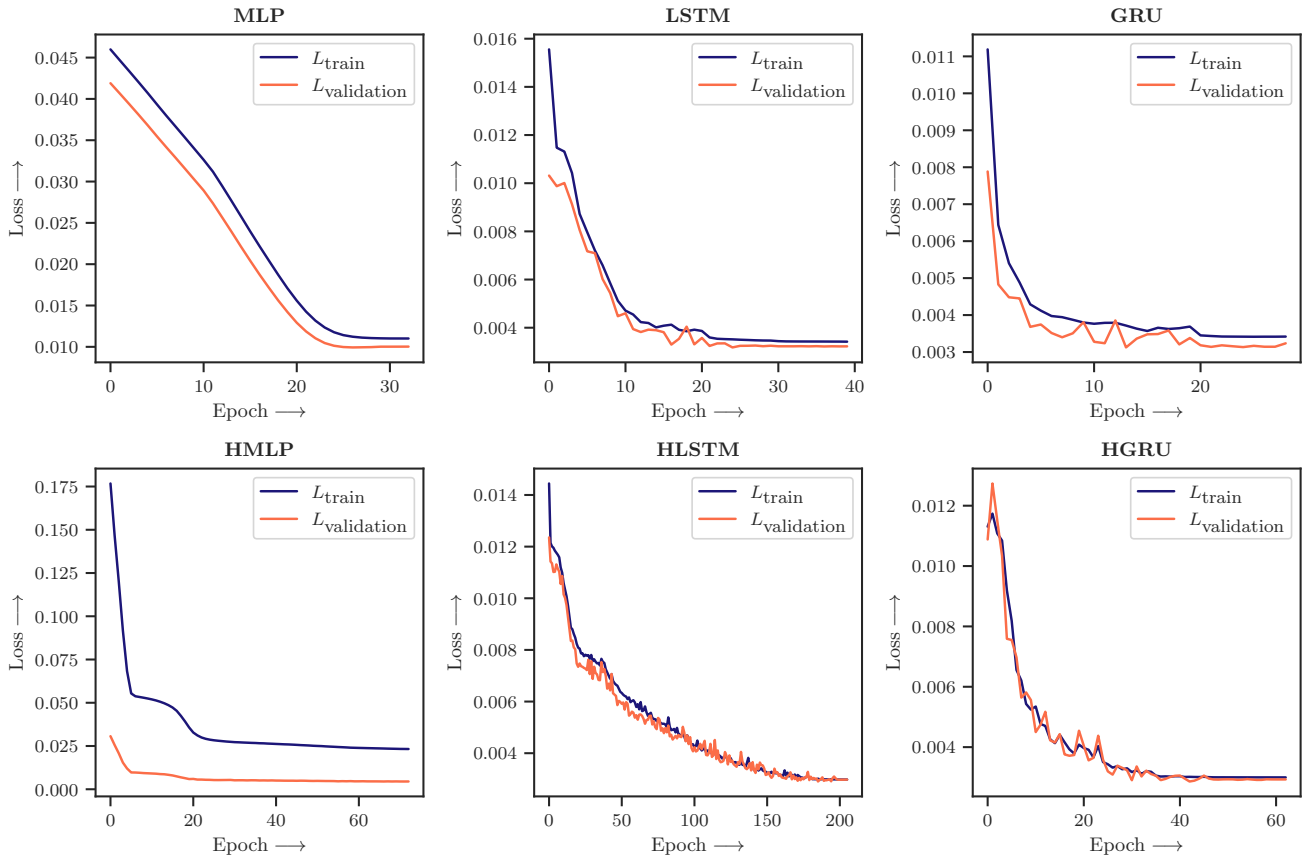 MLP
L_train
L_validation
0.045
0.040
0.035
0.030
0.025
0.020
0.015
0.010
Loss ⟶
0
10
20
30
Epoch ⟶
LSTM
L_train
L_validation
0.016
0.014
0.012
0.010
0.008
0.006
0.004
Loss ⟶
0
10
20
30
40
Epoch ⟶
GRU
L_train
L_validation
0.011
0.010
0.009
0.008
0.007
0.006
0.005
0.004
0.003
Loss ⟶
0
10
20
Epoch ⟶
HMLP
L_train
L_validation
0.175
0.150
0.125
0.100
0.075
0.050
0.025
0.000
Loss ⟶
0
20
40
60
Epoch ⟶
HLSTM
L_train
L_validation
0.014
0.012
0.010
0.008
0.006
0.004
Loss ⟶
0
50
100
150
200
Epoch ⟶
HGRU
L_train
L_validation
0.012
0.010
0.008
0.006
0.004
Loss ⟶
0
20
40
60
Epoch ⟶